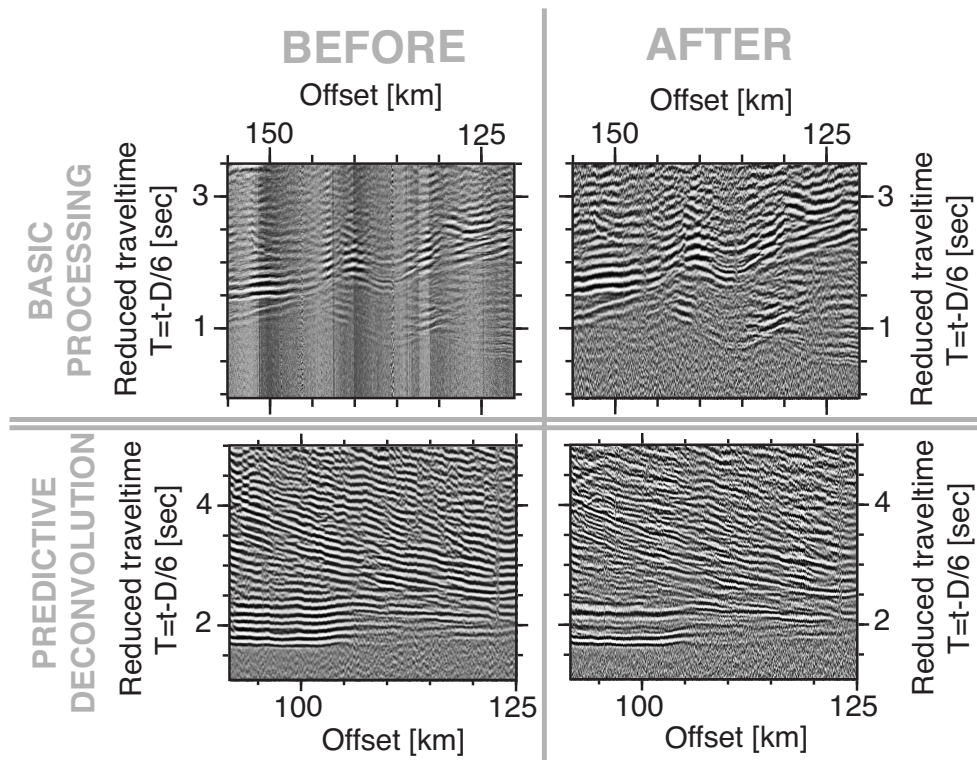 BEFORE
AFTER
Offset [km]
150
125
Offset [km]
150
125
BASIC
PROCESSING
Reduced traveltime
T=t-D/6 [sec]
3
1
3
1
Reduced traveltime
T=t-D/6 [sec]
PREDICTIVE
DECONVOLUTION
Reduced traveltime
T=t-D/6 [sec]
4
2
4
2
Reduced traveltime
T=t-D/6 [sec]
100
125
Offset [km]
100
125
Offset [km]